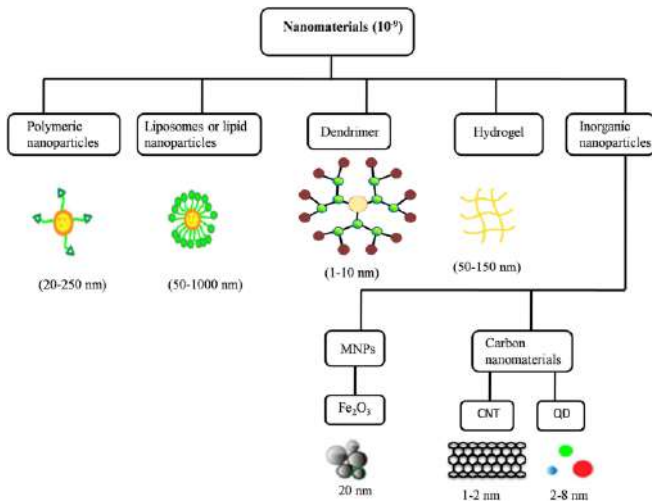 Nanomaterials (10⁻⁹)
Polymeric
nanoparticles
Liposomes or lipid
nanoparticles
Dendrimer
Hydrogel
Inorganic
nanoparticles
(20-250 nm)
(50-1000 nm)
(1-10 nm)
(50-150 nm)
MNPs
Carbon
nanomaterials
Fe₂O₃
CNT
QD
20 nm
1-2 nm
2-8 nm